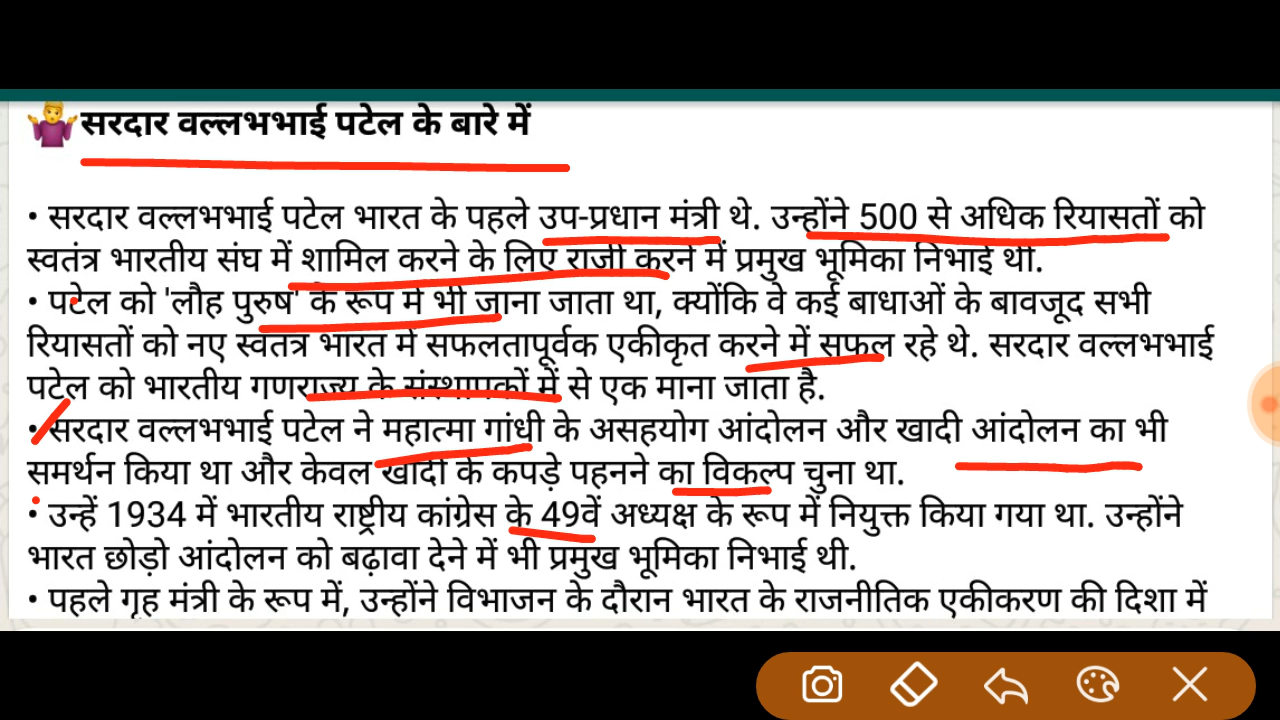 सरदार वल्लभभाई पटेल के बारे में
• सरदार वल्लभभाई पटेल भारत के पहले उप-प्रधान मंत्री थे. उन्होंने 500 से अधिक रियासतों को
स्वतंत्र भारतीय संघ में शामिल करने के लिए राजी करने में प्रमुख भूमिका निभाई थी.
• पटेल को 'लौह पुरुष' के रूप में भी जाना जाता था, क्योंकि वे कई बाधाओं के बावजूद सभी
रियासतों को नए स्वतंत्र भारत में सफलतापूर्वक एकीकृत करने में सफल रहे थे. सरदार वल्लभभाई
पटेल को भारतीय गणराज्य के संस्थापकों में से एक माना जाता है.
• सरदार वल्लभभाई पटेल ने महात्मा गांधी के असहयोग आंदोलन और खादी आंदोलन का भी
समर्थन किया था और केवल खादी के कपड़े पहनने का विकल्प चुना था.
• उन्हें 1934 में भारतीय राष्ट्रीय कांग्रेस के 49वें अध्यक्ष के रूप में नियुक्त किया गया था. उन्होंने
भारत छोड़ो आंदोलन को बढ़ावा देने में भी प्रमुख भूमिका निभाई थी.
• पहले गृह मंत्री के रूप में, उन्होंने विभाजन के दौरान भारत के राजनीतिक एकीकरण की दिशा में